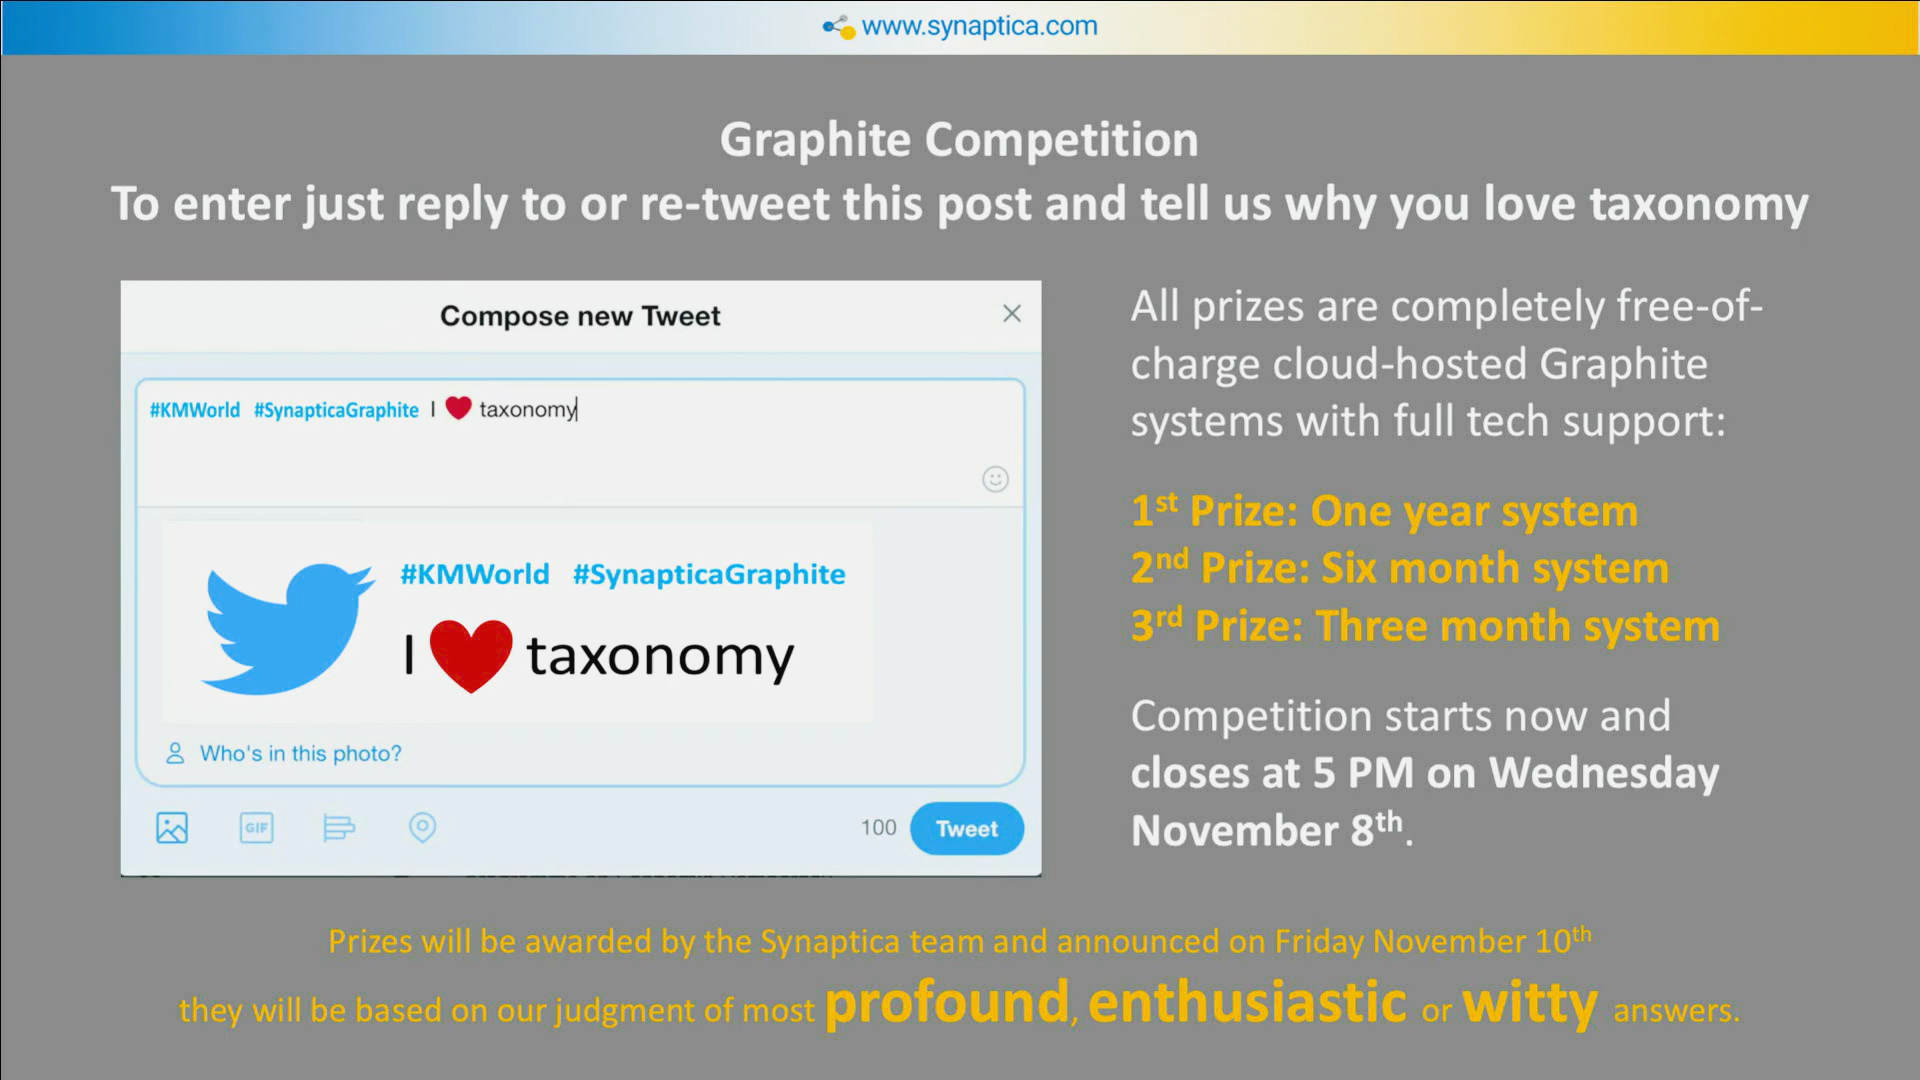 www.synaptica.com
Graphite Competition
To enter just reply to or re-tweet this post and tell us why you love taxonomy
Compose new Tweet
#KMWorld #SynapticaGraphite I ❤ taxonomy
#KMWorld #SynapticaGraphite
I ❤ taxonomy
Who's in this photo?
GIF
100 Tweet
All prizes are completely free-of-
charge cloud-hosted Graphite
systems with full tech support:
1st Prize: One year system
2nd Prize: Six month system
3rd Prize: Three month system
Competition starts now and
closes at 5 PM on Wednesday
November 8th.
Prizes will be awarded by the Synaptica team and announced on Friday November 10th
they will be based on our judgment of most profound, enthusiastic or witty answers.